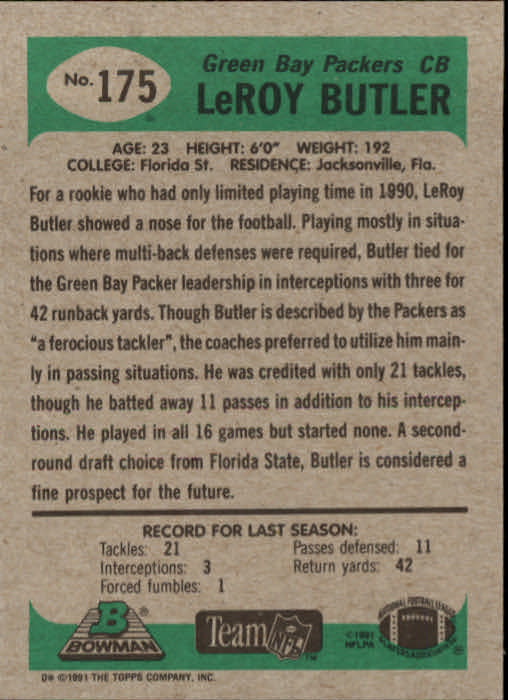 Green Bay Packers CB
No. 175
LeROY BUTLER
AGE: 23 HEIGHT: 6'0" WEIGHT: 192
COLLEGE: Florida St. RESIDENCE: Jacksonville, Fla.
For a rookie who had only limited playing time in 1990, LeRoy
Butler showed a nose for the football. Playing mostly in situa-
tions where multi-back defenses were required, Butler tied for
the Green Bay Packer leadership in interceptions with three for
42 runback yards. Though Butler is described by the Packers as
"a ferocious tackler", the coaches preferred to utilize him main-
ly in passing situations. He was credited with only 21 tackles,
though he batted away 11 passes in addition to his intercep-
tions. He played in all 16 games but started none. A second-
round draft choice from Florida State, Butler is considered a
fine prospect for the future.
RECORD FOR LAST SEASON:
Tackles: 21 Passes defensed: 11
Interceptions: 3 Return yards: 42
Forced fumbles: 1
B®
BOWMAN
Team NFL™
©1991
NFLPA
NATIONAL FOOTBALL LEAGUE
PLAYERS ASSOCIATION
D* ©1991 THE TOPPS COMPANY, INC.